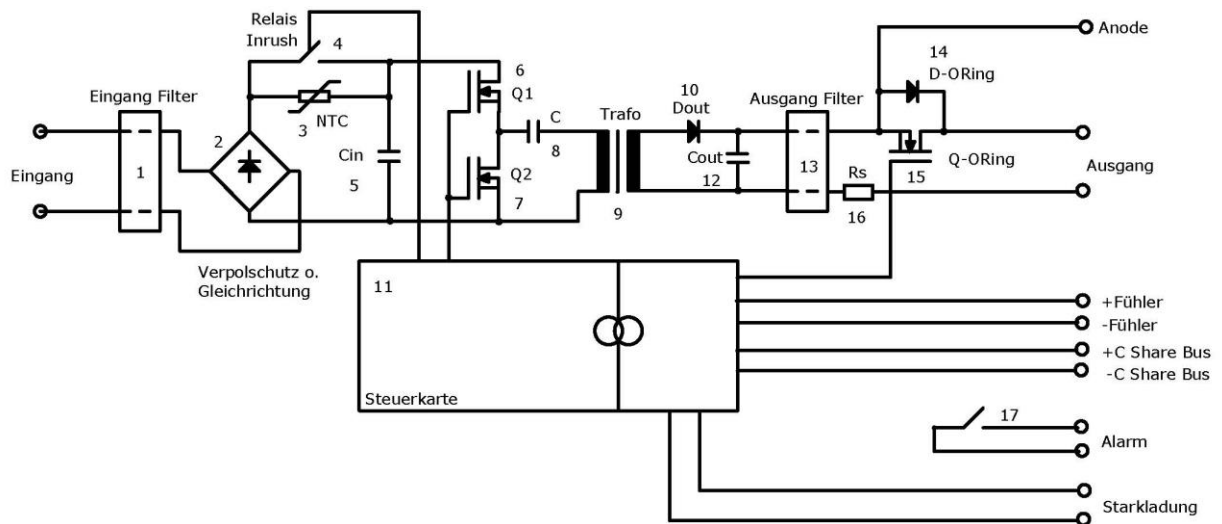 Relais
Inrush
4
Eingang Filter
1
2
3
NTC
Cin
5
6
Q1
Q2
7
C
8
Trafo
9
10
Dout
Cout
12
Ausgang Filter
13
14
D-ORing
Q-ORing
15
Rs
16
Anode
Ausgang
Eingang
Verpolschutz o.
Gleichrichtung
11
Steuerkarte
+Fühler
-Fühler
+C Share Bus
-C Share Bus
17
Alarm
Starkladung